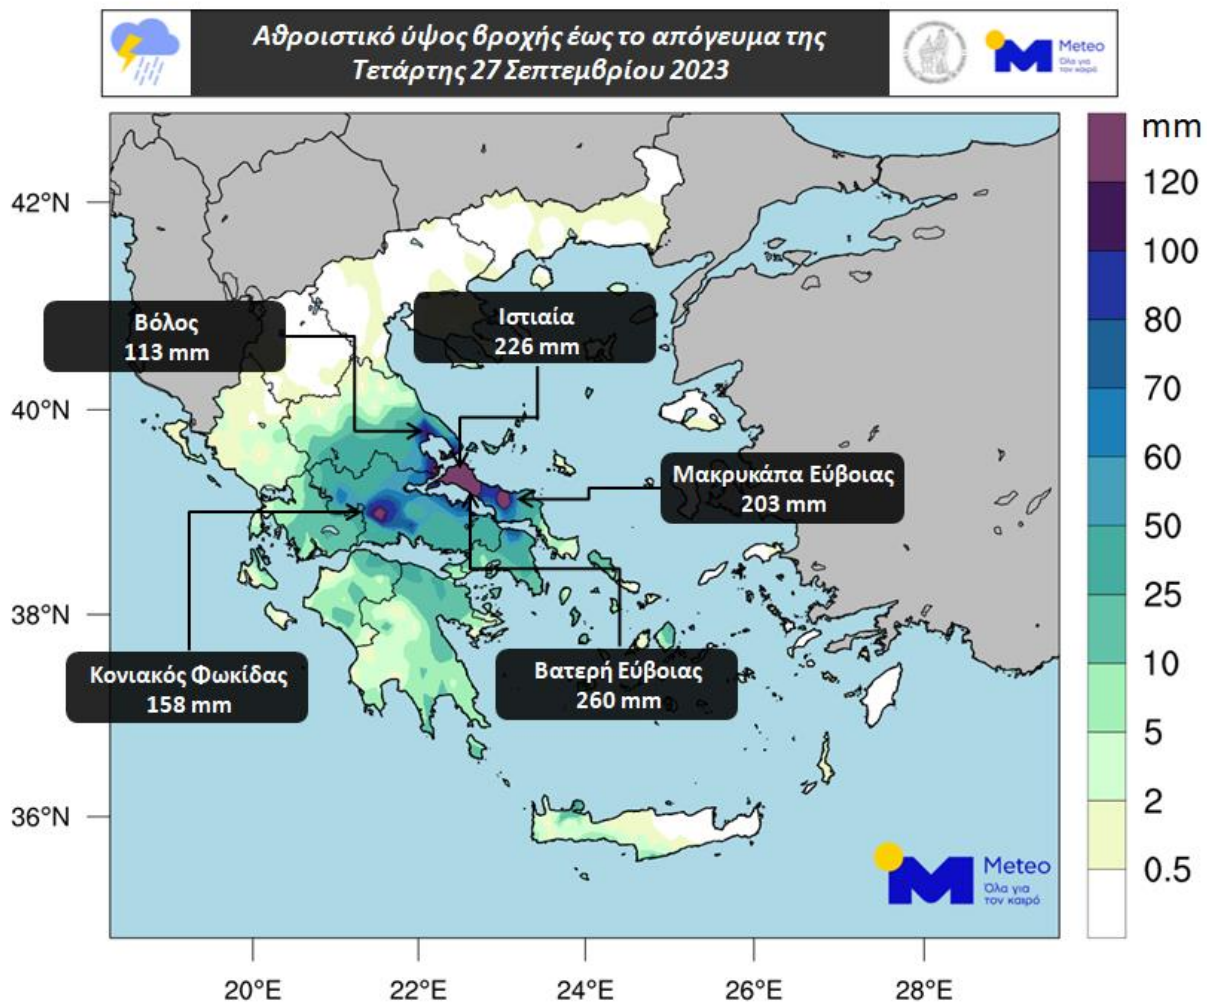 Αθροιστικό ύψος βροχής έως το απόγευμα της
Τετάρτης 27 Σεπτεμβρίου 2023
Meteo
Όλα για
τον καιρό
mm
120
100
80
70
60
50
25
10
5
2
0.5
42°N
40°N
38°N
36°N
20°E
22°E
24°E
26°E
28°E
Βόλος
113 mm
Ιστιαία
226 mm
Μακρυκάπα Εύβοιας
203 mm
Κονιακός Φωκίδας
158 mm
Βατερή Εύβοιας
260 mm
Meteo
Όλα για
τον καιρό